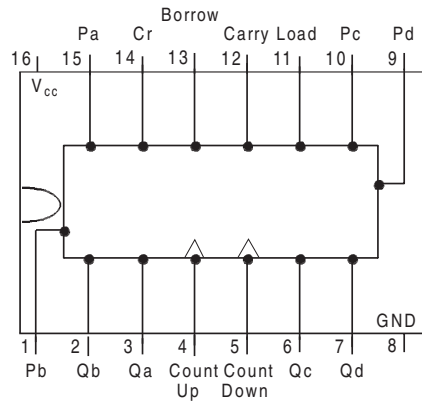 Borrow
Pa Cr Carry Load Pc Pd
16 15 14 13 12 11 10 9
Vcc
GND
1 2 3 4 5 6 7 8
Pb Qb Qa Count Count Qc Qd
Up Down